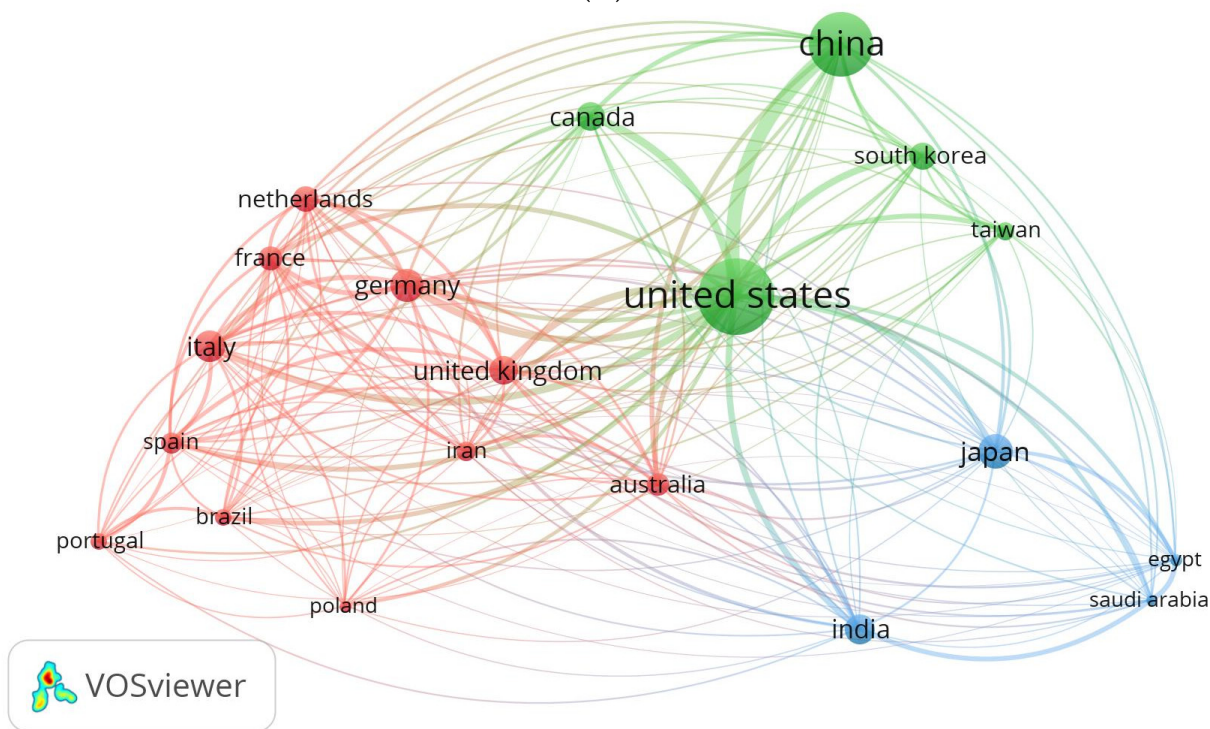 china
canada
south korea
netherlands
taiwan
france
germany
united states
italy
united kingdom
spain
iran
japan
australia
brazil
portugal
egypt
saudi arabia
poland
india
VOSviewer